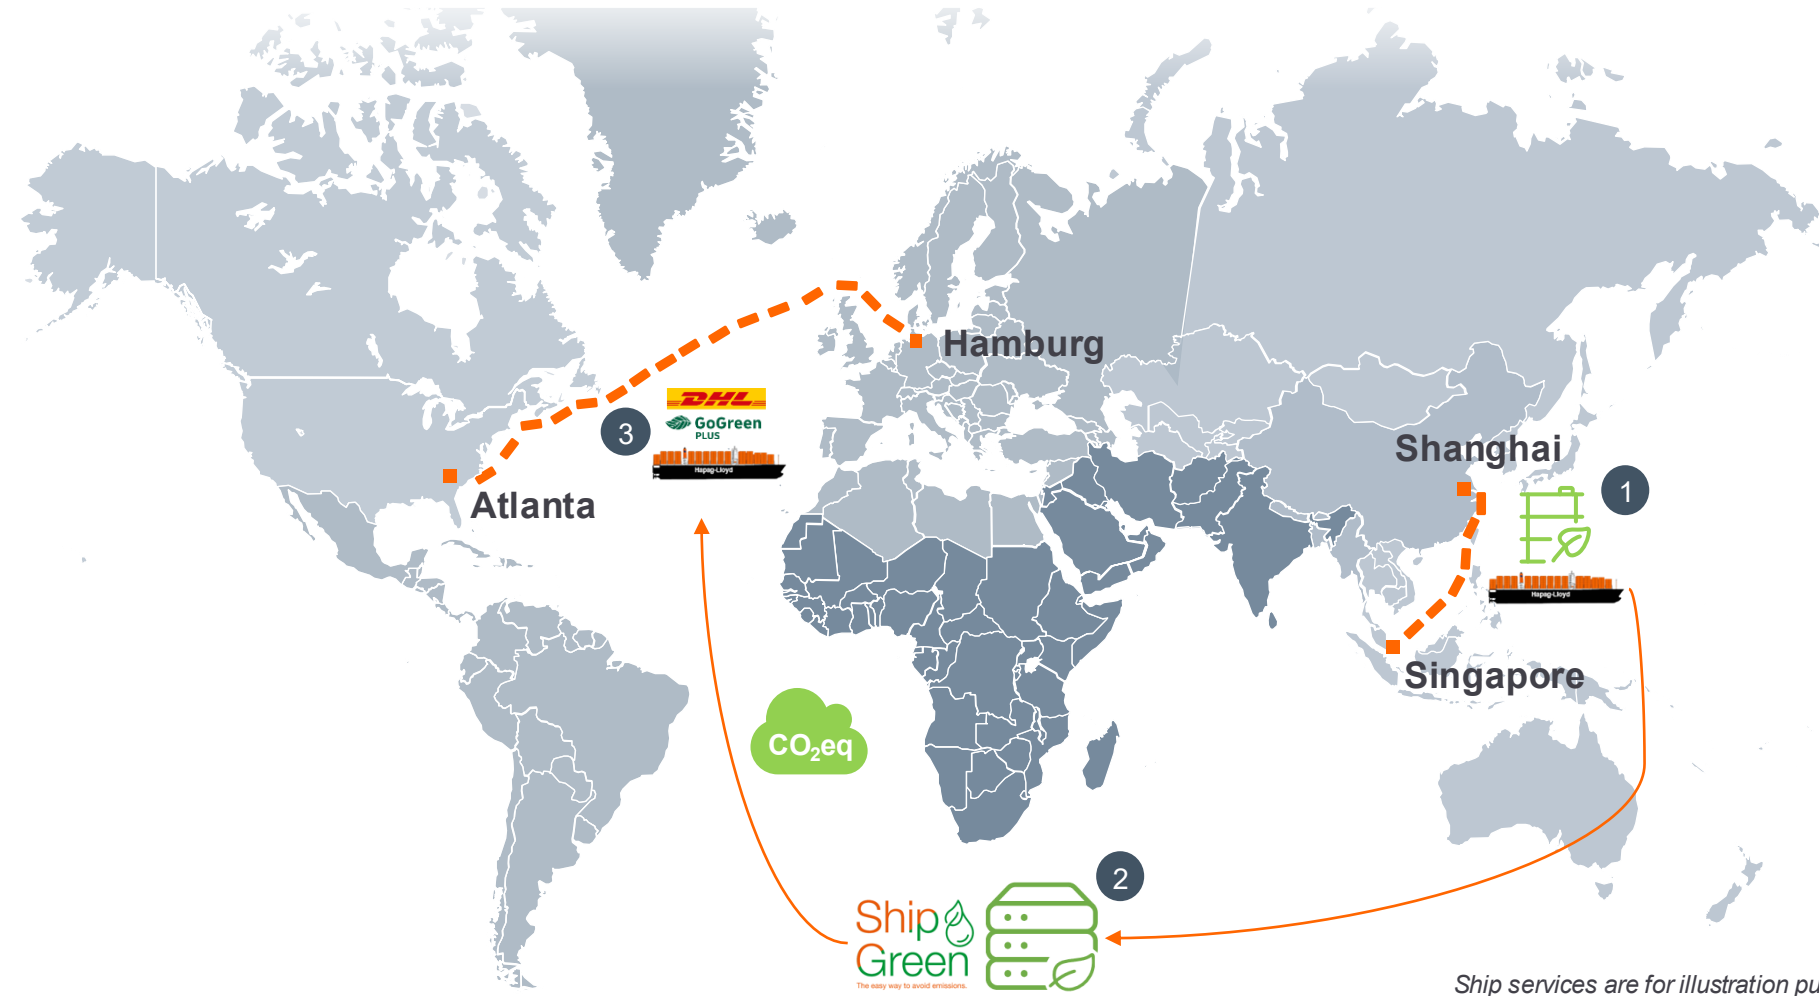 Hamburg
DHL
GoGreen
PLUS
3
Hapag-Lloyd
Atlanta
Shanghai
1
Hapag-Lloyd
Singapore
CO₂eq
2
Ship
Green
The easy way to avoid emissions.
Ship services are for illustration pu